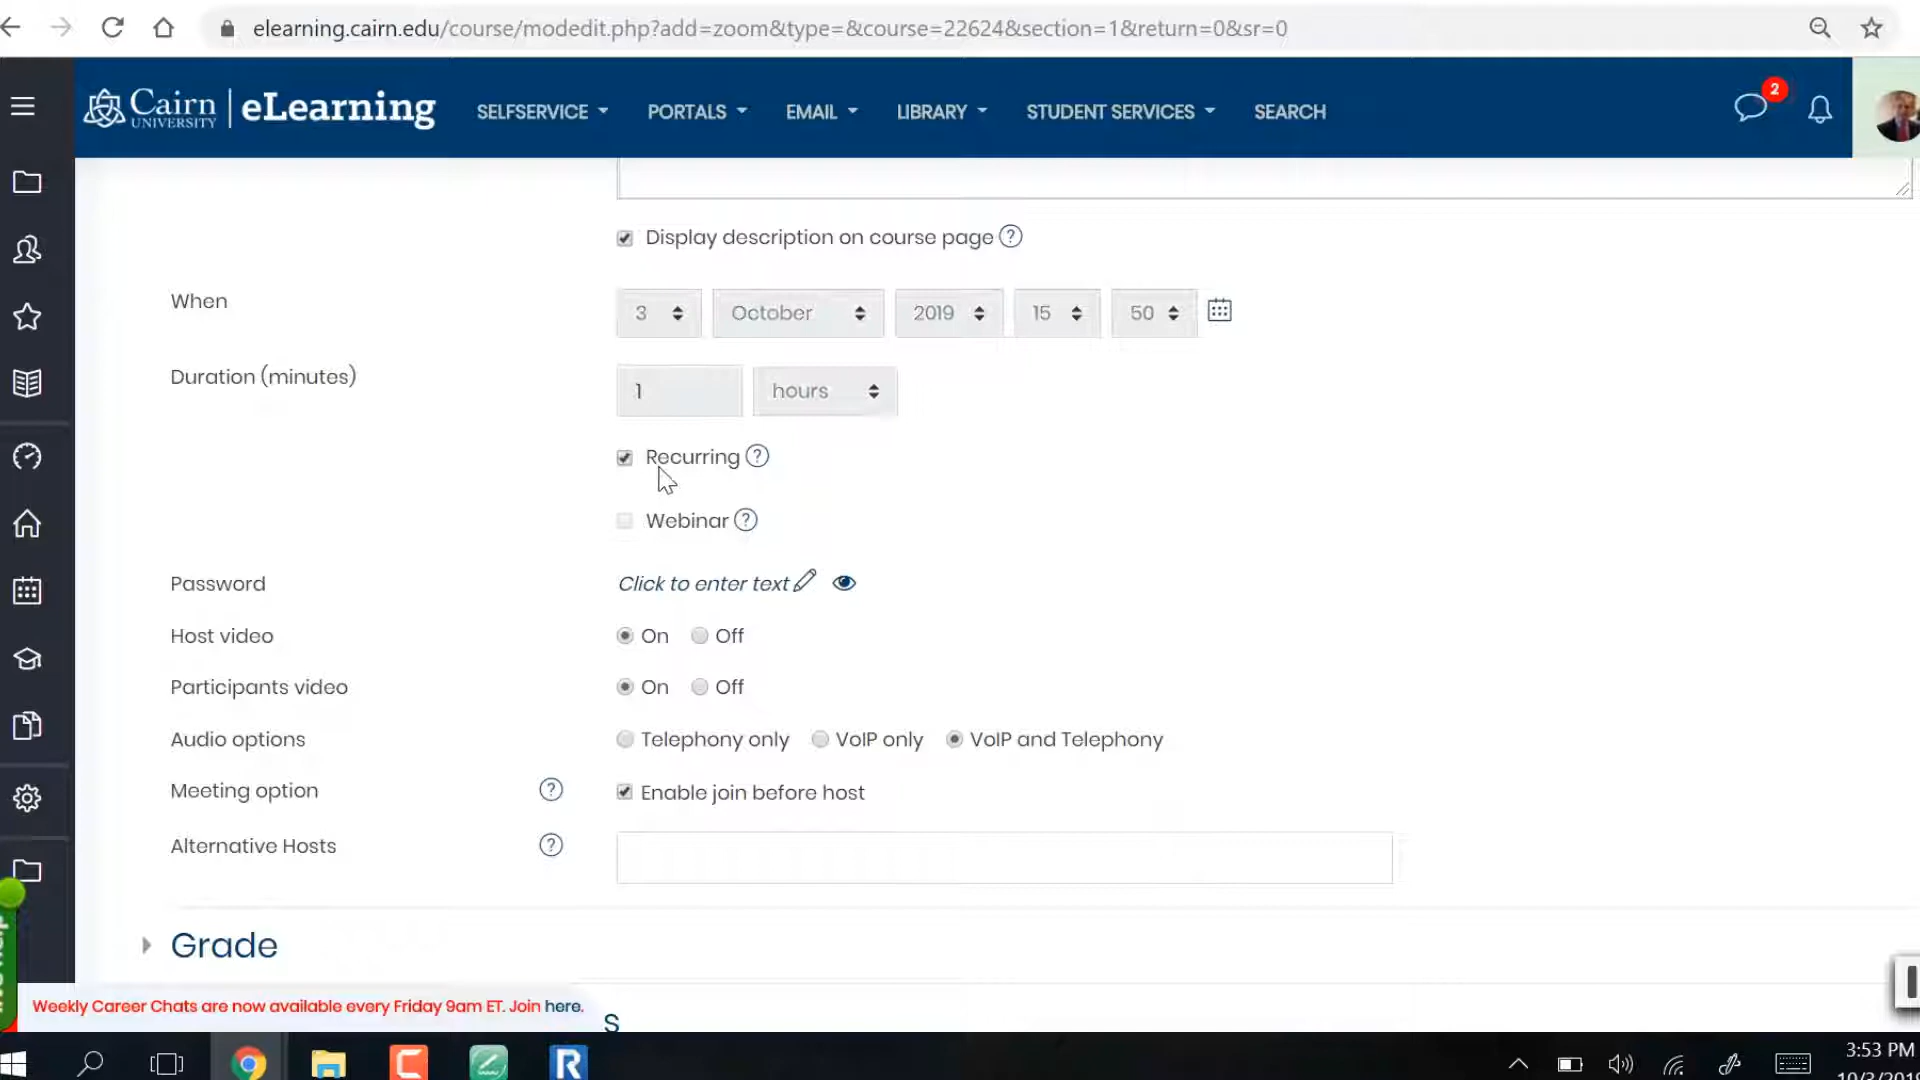 elearning.cairn.edu/course/modedit.php?add=zoom&type=&course=22624&section=1&return=0&sr=0
Cairn UNIVERSITY | eLearning SELFSERVICE PORTALS EMAIL LIBRARY STUDENT SERVICES SEARCH 2
Display description on course page ?
When 3 October 2019 15 50
Duration (minutes) 1 hours
Recurring ?
Webinar ?
Password Click to enter text
Host video On Off
Participants video On Off
Audio options Telephony only VoIP only VoIP and Telephony
Meeting option ? Enable join before host
Alternative Hosts ?
Grade
Weekly Career Chats are now available every Friday 9am ET. Join here.
s
3:53 PM